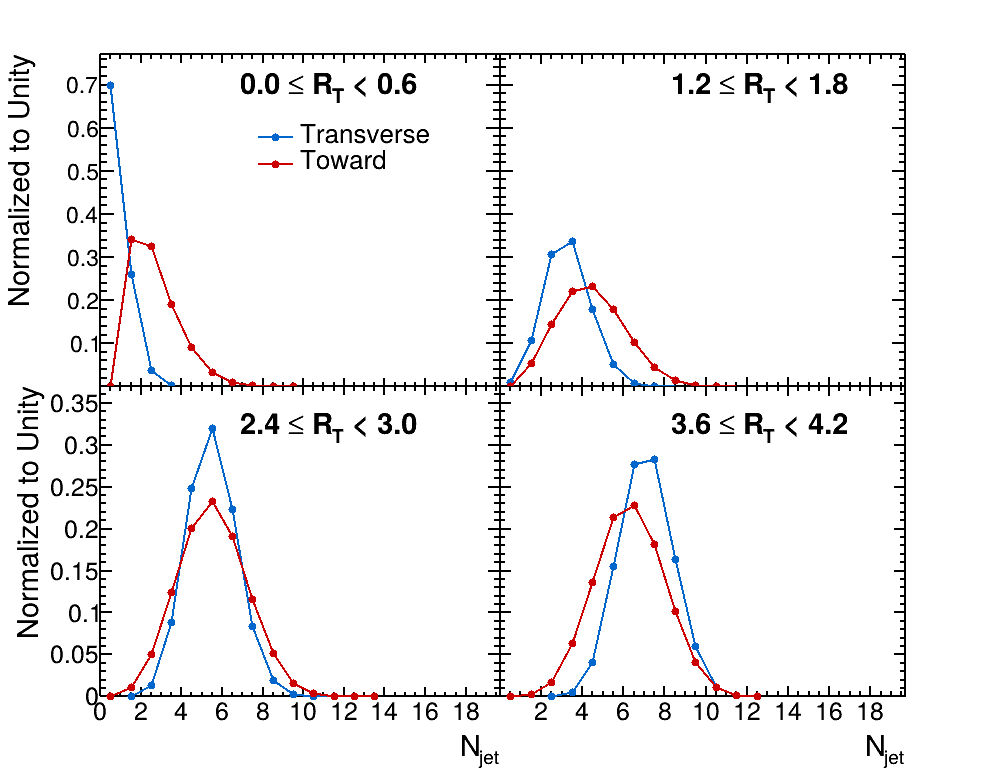 Normalized to Unity
0.7
0.6
0.5
0.4
0.3
0.2
0.1
0.0 ≤ R_T < 0.6
Transverse
Toward
1.2 ≤ R_T < 1.8
Normalized to Unity
0.35
0.3
0.25
0.2
0.15
0.1
0.05
0
2.4 ≤ R_T < 3.0
3.6 ≤ R_T < 4.2
0 2 4 6 8 10 12 14 16 18
2 4 6 8 10 12 14 16 18
N_jet
N_jet